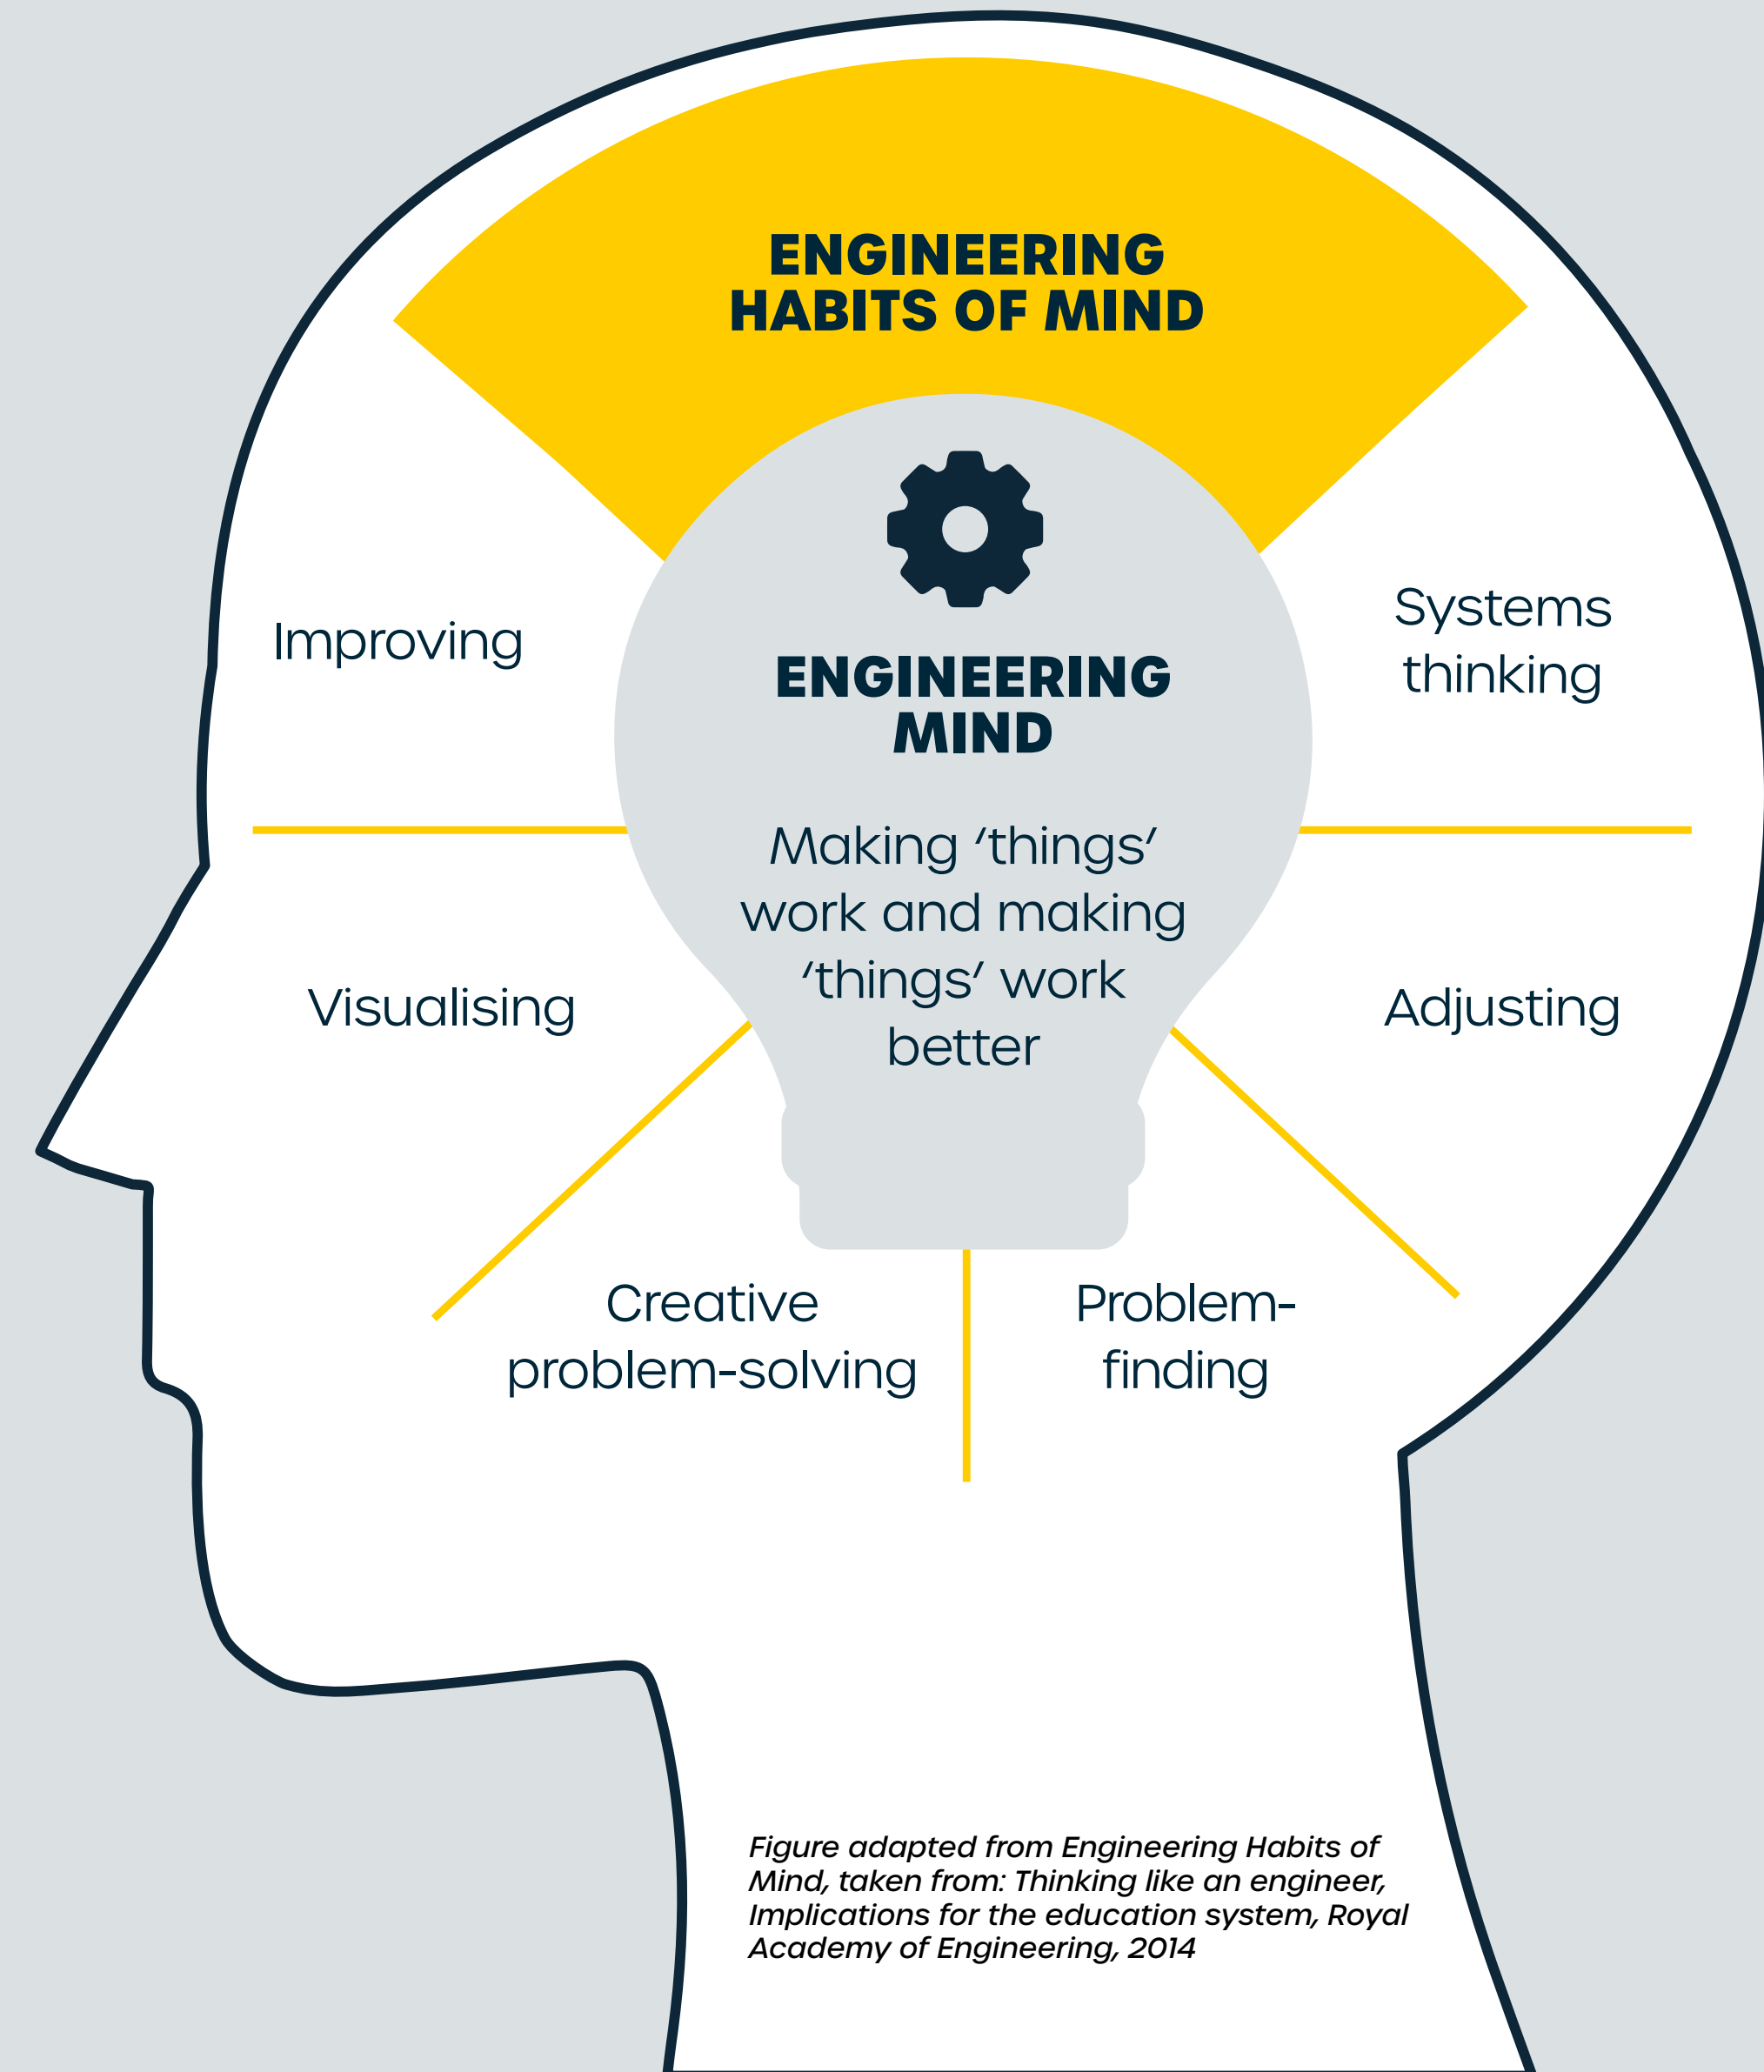 ENGINEERING
HABITS OF MIND
ENGINEERING
MIND
Making ‘things’
work and making
‘things’ work
better
Improving
Systems
thinking
Visualising
Adjusting
Creative
problem-solving
Problem-
finding
Figure adapted from Engineering Habits of
Mind, taken from: Thinking like an engineer,
Implications for the education system, Royal
Academy of Engineering, 2014